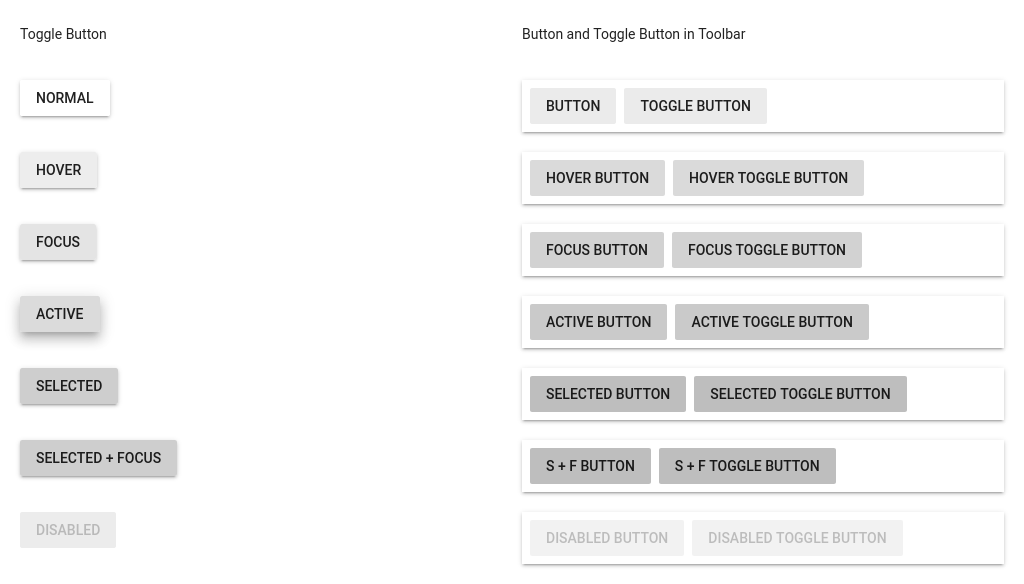 Toggle Button
NORMAL
HOVER
FOCUS
ACTIVE
SELECTED
SELECTED + FOCUS
DISABLED
Button and Toggle Button in Toolbar
BUTTON TOGGLE BUTTON
HOVER BUTTON HOVER TOGGLE BUTTON
FOCUS BUTTON FOCUS TOGGLE BUTTON
ACTIVE BUTTON ACTIVE TOGGLE BUTTON
SELECTED BUTTON SELECTED TOGGLE BUTTON
S + F BUTTON S + F TOGGLE BUTTON
DISABLED BUTTON DISABLED TOGGLE BUTTON